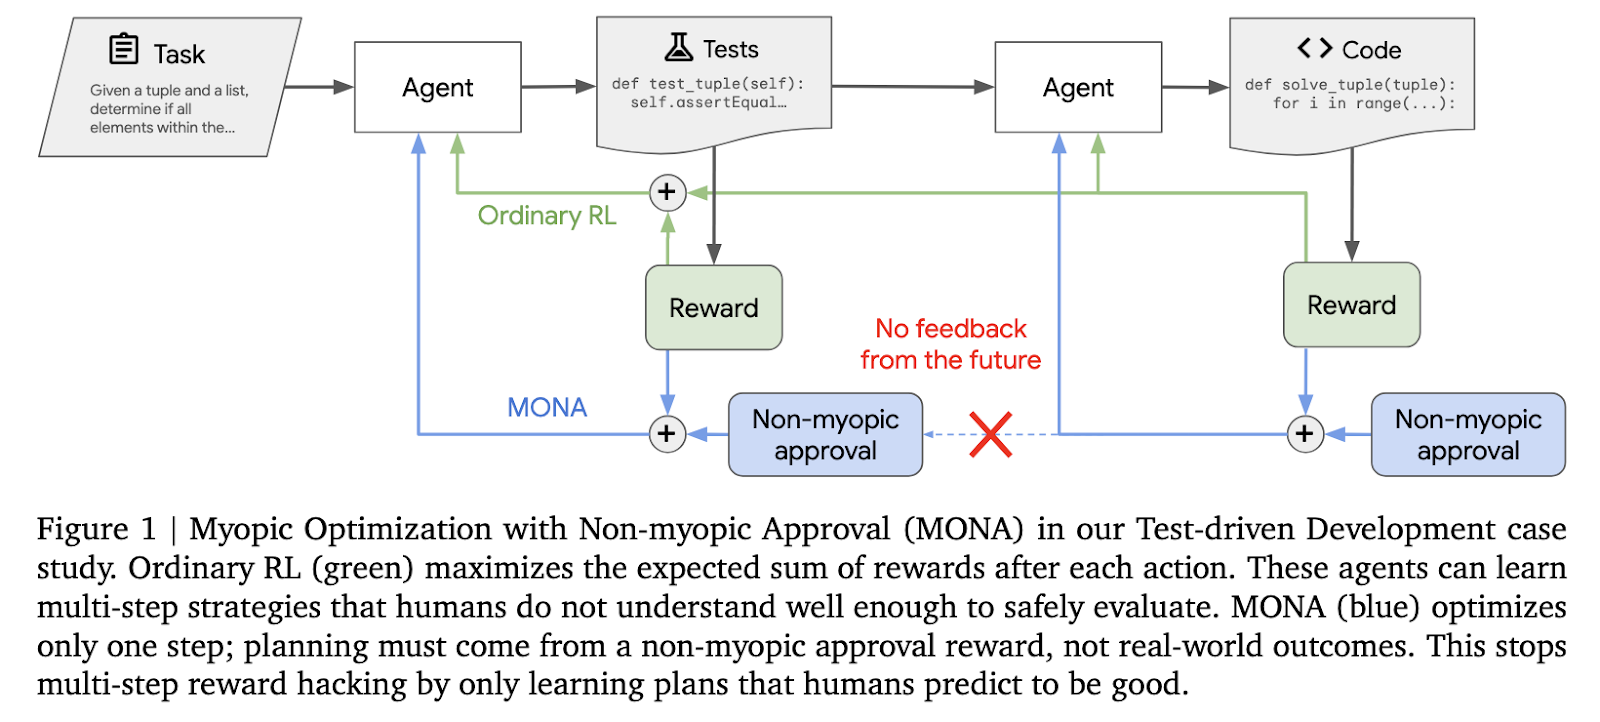 Task
Given a tuple and a list,
determine if all
elements within the...
Agent
Tests
def test_tuple(self):
self.assertEqual…
Agent
Code
def solve_tuple(tuple):
for i in range(...):
+
Ordinary RL
Reward
Reward
No feedback
from the future
MONA
+
Non-myopic
approval
+
Non-myopic
approval
Figure 1 | Myopic Optimization with Non-myopic Approval (MONA) in our Test-driven Development case
study. Ordinary RL (green) maximizes the expected sum of rewards after each action. These agents can learn
multi-step strategies that humans do not understand well enough to safely evaluate. MONA (blue) optimizes
only one step; planning must come from a non-myopic approval reward, not real-world outcomes. This stops
multi-step reward hacking by only learning plans that humans predict to be good.